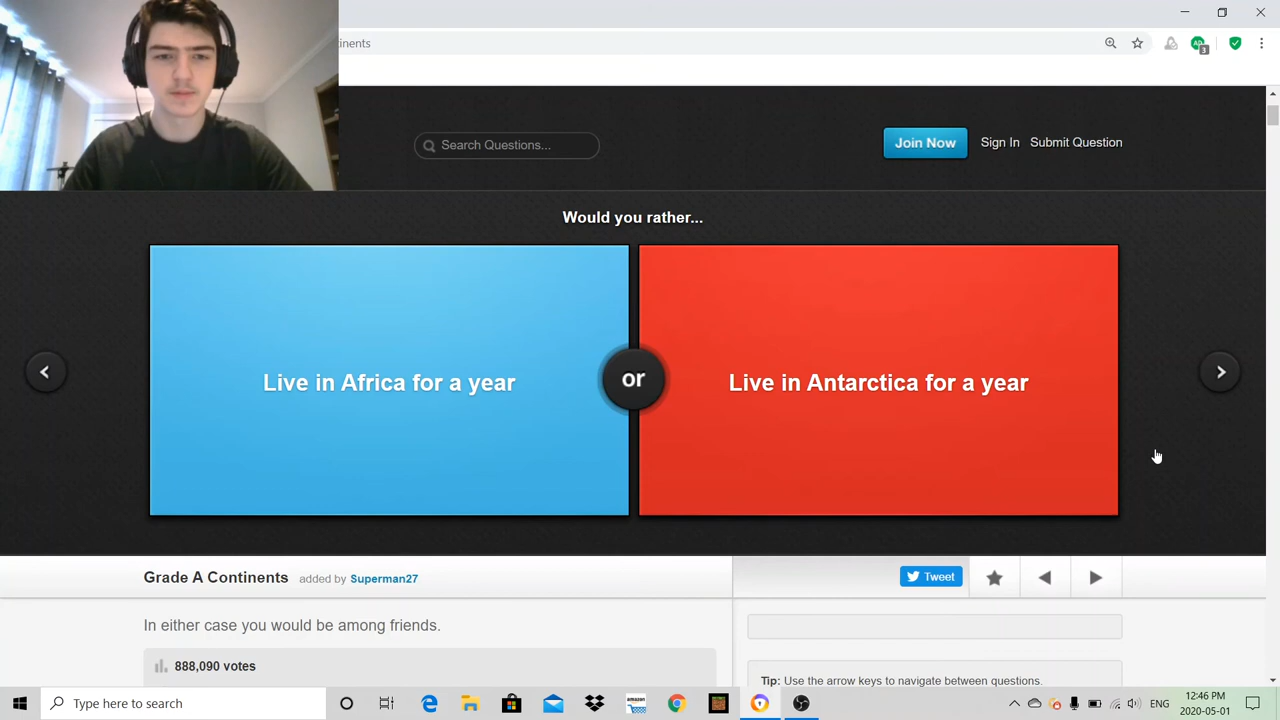 inents
AD
3
Search Questions...
Join Now
Sign In
Submit Question
Would you rather...
Live in Africa for a year
or
Live in Antarctica for a year
Grade A Continents added by Superman27
Tweet
In either case you would be among friends.
888,090 votes
Tip: Use the arrow keys to navigate between questions.
Type here to search
amazon
ENG
12:46 PM
2020-05-01